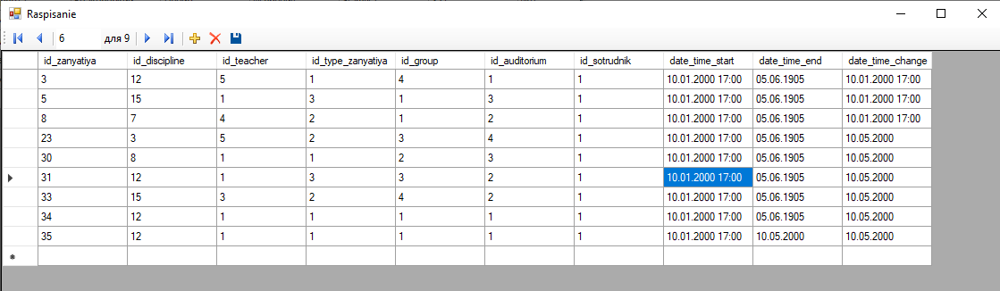 Raspisanie
6 для 9
id_zanyatiya id_discipline id_teacher id_type_zanyatiya id_group id_auditorium id_sotrudnik date_time_start date_time_end date_time_change
3 12 5 1 4 1 1 10.01.2000 17:00 05.06.1905 10.01.2000 17:00
5 15 1 3 1 3 1 10.01.2000 17:00 05.06.1905 10.01.2000 17:00
8 7 4 2 1 2 1 10.01.2000 17:00 05.06.1905 10.01.2000 17:00
23 3 5 2 3 4 1 10.01.2000 17:00 05.06.1905 10.05.2000
30 8 1 1 2 3 1 10.01.2000 17:00 05.06.1905 10.05.2000
31 12 1 3 3 2 1 10.01.2000 17:00 05.06.1905 10.05.2000
33 15 3 2 4 2 1 10.01.2000 17:00 05.06.1905 10.05.2000
34 12 1 1 1 1 1 10.01.2000 17:00 05.06.1905 10.05.2000
35 12 1 1 1 1 1 10.01.2000 17:00 10.05.2000 10.05.2000